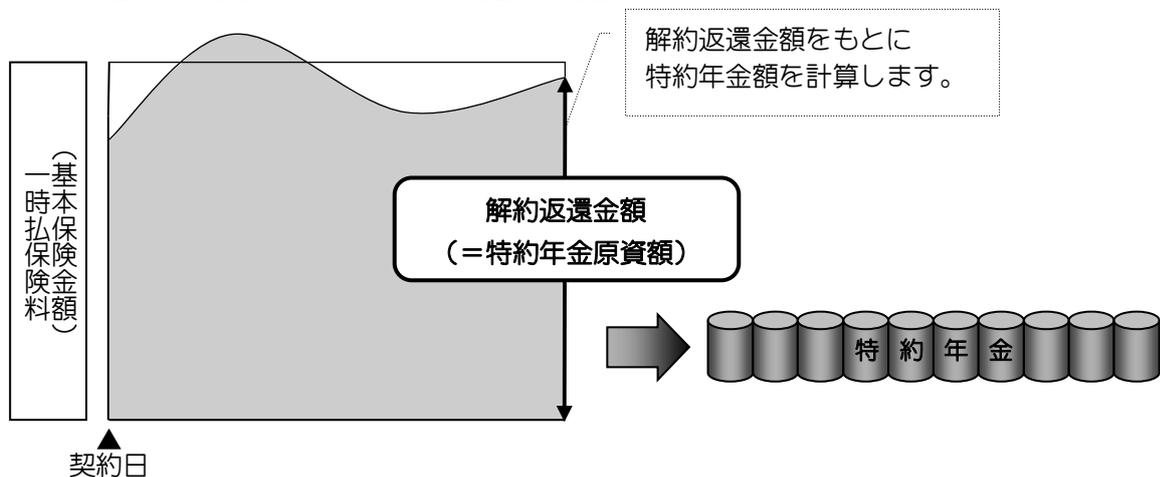 解約返還金額をもとに
特約年金額を計算します。
一時払保険料
（基本保険金額）
解約返還金額
（＝特約年金原資額）
特約年金
契約日